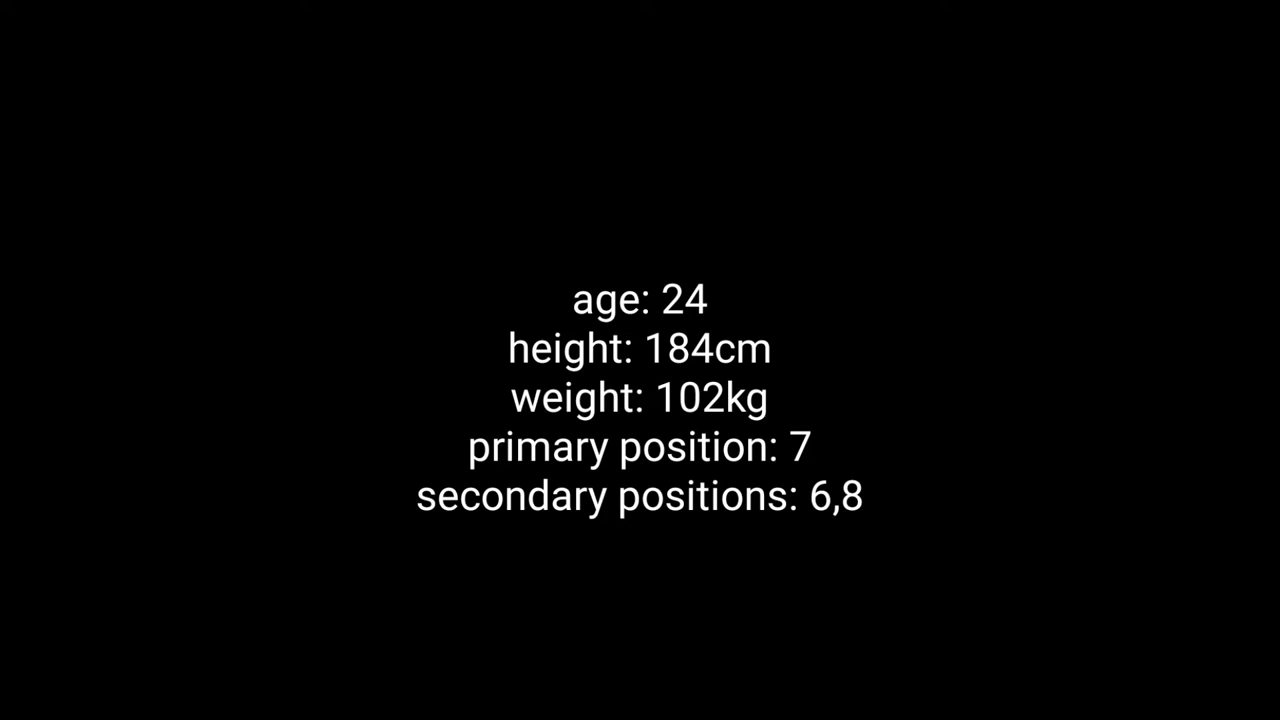 age: 24
height: 184cm
weight: 102kg
primary position: 7
secondary positions: 6,8